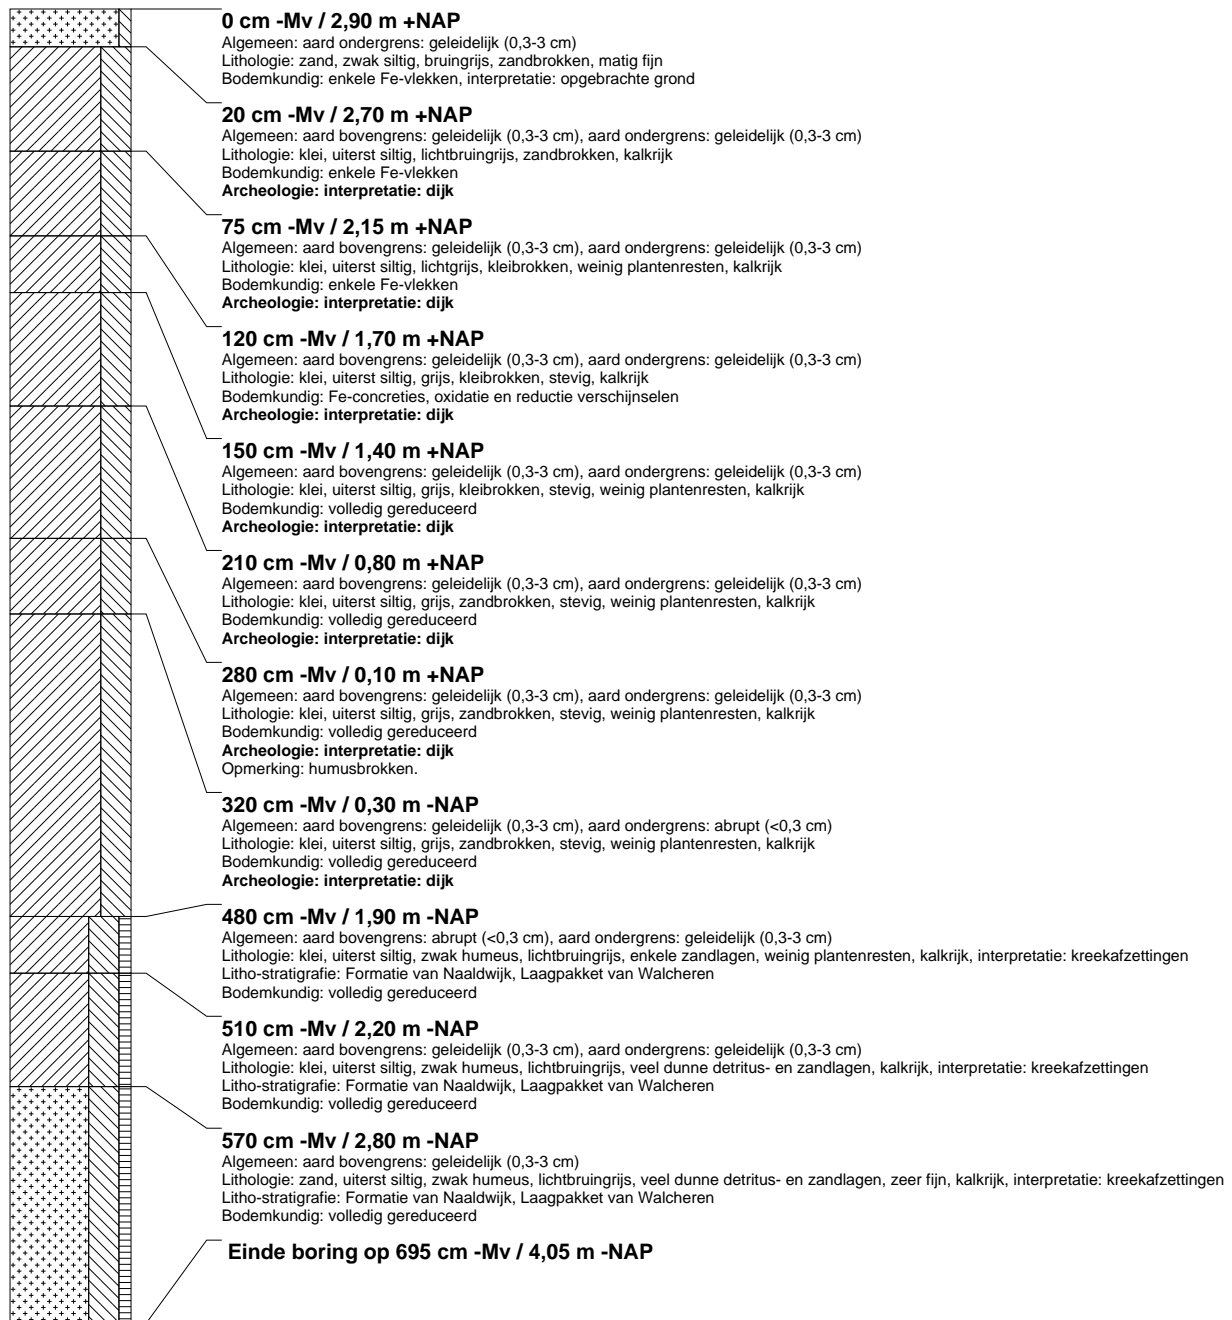 0 cm -Mv / 2,90 m +NAP
Algemeen: aard ondergrens: geleidelijk (0,3-3 cm)
Lithologie: zand, zwak siltig, bruingrijs, zandbrokken, matig fijn
Bodemkundig: enkele Fe-vlekken, interpretatie: opgebrachte grond
20 cm -Mv / 2,70 m +NAP
Algemeen: aard bovengrens: geleidelijk (0,3-3 cm), aard ondergrens: geleidelijk (0,3-3 cm)
Lithologie: klei, uiterst siltig, lichtbruingrijs, zandbrokken, kalkrijk
Bodemkundig: enkele Fe-vlekken
Archeologie: interpretatie: dijk
75 cm -Mv / 2,15 m +NAP
Algemeen: aard bovengrens: geleidelijk (0,3-3 cm), aard ondergrens: geleidelijk (0,3-3 cm)
Lithologie: klei, uiterst siltig, lichtgrijs, kleibrokken, weinig plantenresten, kalkrijk
Bodemkundig: enkele Fe-vlekken
Archeologie: interpretatie: dijk
120 cm -Mv / 1,70 m +NAP
Algemeen: aard bovengrens: geleidelijk (0,3-3 cm), aard ondergrens: geleidelijk (0,3-3 cm)
Lithologie: klei, uiterst siltig, grijs, kleibrokken, stevig, kalkrijk
Bodemkundig: Fe-concreties, oxidatie en reductie verschijnselen
Archeologie: interpretatie: dijk
150 cm -Mv / 1,40 m +NAP
Algemeen: aard bovengrens: geleidelijk (0,3-3 cm), aard ondergrens: geleidelijk (0,3-3 cm)
Lithologie: klei, uiterst siltig, grijs, kleibrokken, stevig, weinig plantenresten, kalkrijk
Bodemkundig: volledig gereduceerd
Archeologie: interpretatie: dijk
210 cm -Mv / 0,80 m +NAP
Algemeen: aard bovengrens: geleidelijk (0,3-3 cm), aard ondergrens: geleidelijk (0,3-3 cm)
Lithologie: klei, uiterst siltig, grijs, zandbrokken, stevig, weinig plantenresten, kalkrijk
Bodemkundig: volledig gereduceerd
Archeologie: interpretatie: dijk
280 cm -Mv / 0,10 m +NAP
Algemeen: aard bovengrens: geleidelijk (0,3-3 cm), aard ondergrens: geleidelijk (0,3-3 cm)
Lithologie: klei, uiterst siltig, grijs, zandbrokken, stevig, weinig plantenresten, kalkrijk
Bodemkundig: volledig gereduceerd
Archeologie: interpretatie: dijk
Opmerking: humusbrokken.
320 cm -Mv / 0,30 m -NAP
Algemeen: aard bovengrens: geleidelijk (0,3-3 cm), aard ondergrens: abrupt (<0,3 cm)
Lithologie: klei, uiterst siltig, grijs, zandbrokken, stevig, weinig plantenresten, kalkrijk
Bodemkundig: volledig gereduceerd
Archeologie: interpretatie: dijk
480 cm -Mv / 1,90 m -NAP
Algemeen: aard bovengrens: abrupt (<0,3 cm), aard ondergrens: geleidelijk (0,3-3 cm)
Lithologie: klei, uiterst siltig, zwak humeus, lichtbruingrijs, enkele zandlagen, weinig plantenresten, kalkrijk, interpretatie: kreekafzettingen
Litho-stratigrafie: Formatie van Naaldwijk, Laagpakket van Walcheren
Bodemkundig: volledig gereduceerd
510 cm -Mv / 2,20 m -NAP
Algemeen: aard bovengrens: geleidelijk (0,3-3 cm), aard ondergrens: geleidelijk (0,3-3 cm)
Lithologie: klei, uiterst siltig, zwak humeus, lichtbruingrijs, veel dunne detritus- en zandlagen, kalkrijk, interpretatie: kreekafzettingen
Litho-stratigrafie: Formatie van Naaldwijk, Laagpakket van Walcheren
Bodemkundig: volledig gereduceerd
570 cm -Mv / 2,80 m -NAP
Algemeen: aard bovengrens: geleidelijk (0,3-3 cm)
Lithologie: zand, uiterst siltig, zwak humeus, lichtbruingrijs, veel dunne detritus- en zandlagen, zeer fijn, kalkrijk, interpretatie: kreekafzettingen
Litho-stratigrafie: Formatie van Naaldwijk, Laagpakket van Walcheren
Bodemkundig: volledig gereduceerd
Einde boring op 695 cm -Mv / 4,05 m -NAP